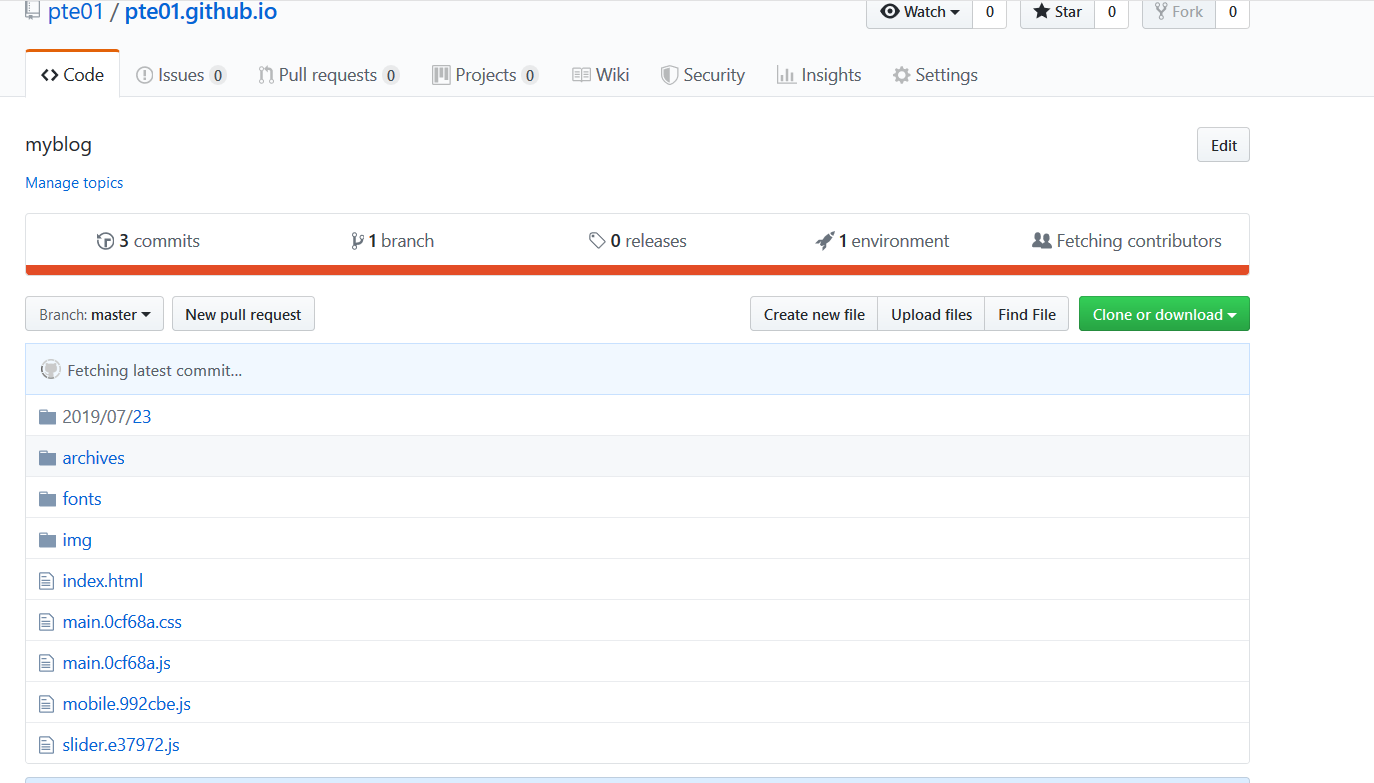 pte01 / pte01.github.io
Watch 0 Star 0 Fork 0
Code Issues 0 Pull requests 0 Projects 0 Wiki Security Insights Settings
myblog Edit
Manage topics
3 commits 1 branch 0 releases 1 environment Fetching contributors
Branch: master New pull request Create new file Upload files Find File Clone or download
Fetching latest commit...
2019/07/23
archives
fonts
img
index.html
main.0cf68a.css
main.0cf68a.js
mobile.992cbe.js
slider.e37972.js